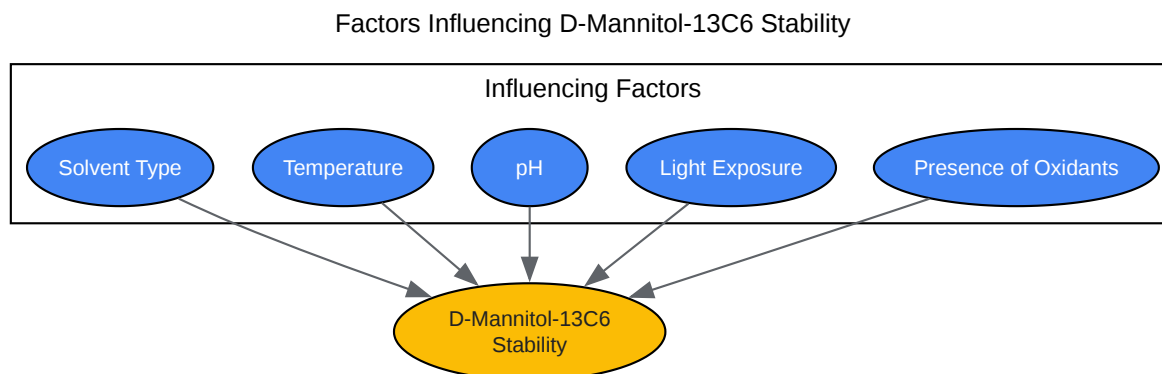 Factors Influencing D-Mannitol-13C6 Stability
Influencing Factors
Solvent Type
Temperature
pH
Light Exposure
Presence of Oxidants
D-Mannitol-13C6
Stability